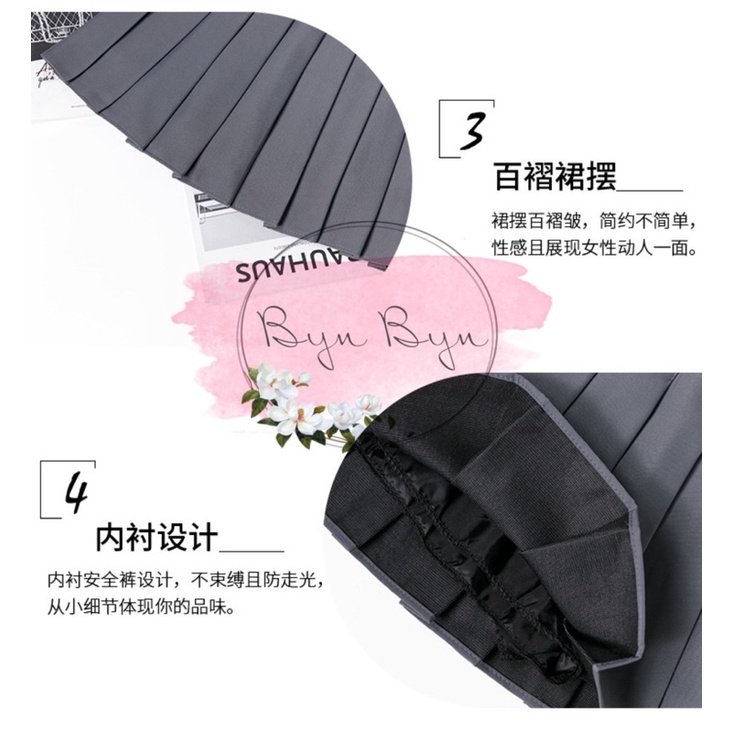 3
百褶裙摆
裙摆百褶皱，简约不简单，
性感且展现女性动人一面。
BAUHAUS
Byn Byn
4
内衬设计
内衬安全裤设计，不束缚且防走光，
从小细节体现你的品味。